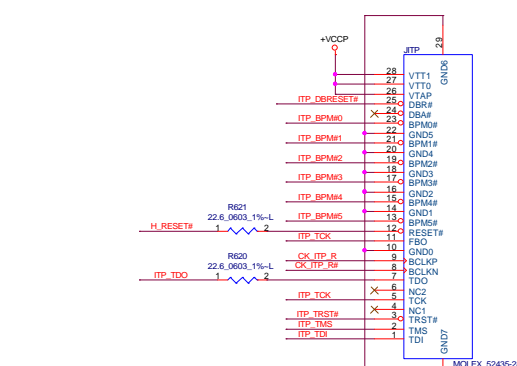 29
+VCCP
JITP
GND6
28 VTT1
27 VTT0
26 VTAP
ITP_DBRESET# 25 DBR#
24 DBA#
ITP_BPM#0 23 BPM0#
22 GND5
ITP_BPM#1 21 BPM1#
20 GND4
ITP_BPM#2 19 BPM2#
18 GND3
ITP_BPM#3 17 BPM3#
16 GND2
ITP_BPM#4 15 BPM4#
14 GND1
R621
22.6_0603_1%~L
ITP_BPM#5 13 BPM5#
H_RESET# 1 2 12 RESET#
ITP_TCK 11 FBO
10 GND0
R620
22.6_0603_1%~L
CK_ITP_R 9 BCLKP
CK_ITP_R# 8 BCLKN
ITP_TDO 1 2 7 TDO
6 NC2
ITP_TCK 5 TCK
4 NC1
ITP_TRST# 3 TRST#
ITP_TMS 2 TMS
ITP_TDI 1 TDI
GND7